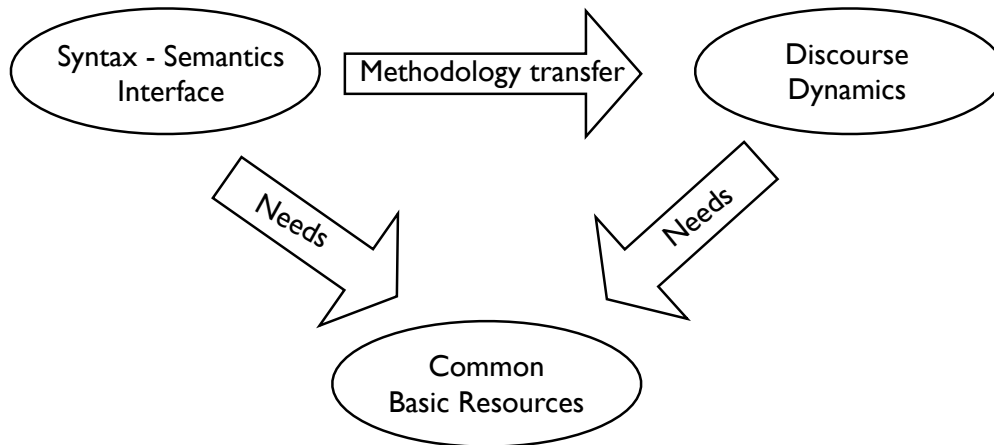 Syntax - Semantics
Interface
Methodology transfer
Discourse
Dynamics
Needs
Needs
Common
Basic Resources